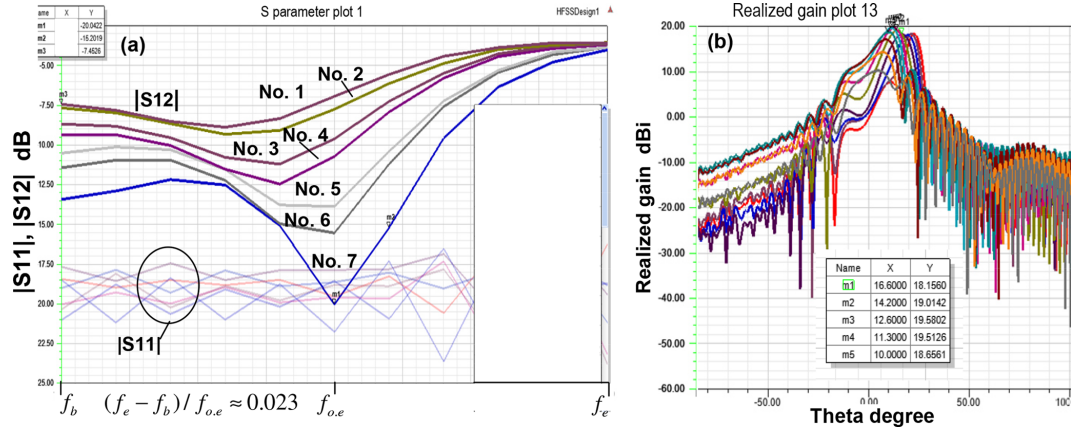 S parameter plot 1
HFSSDesign1
ame X Y
m1 -20.0422
m2 -15.2019
m3 -7.4526
(a)
-5.00
-7.50
10.00
12.50
15.00
17.50
20.00
22.50
25.00
|S11|, |S12| dB
m3
|S12|
No. 1
No. 2
No. 3
No. 4
No. 5
No. 6
No. 7
m3
m1
|S11|
f_b (f_e − f_b) / f_{o.e} ≈ 0.023 f_{o.e} f_e
Realized gain plot 13
(b)
20.00
10.00
0.00
-10.00
-20.00
-30.00
-40.00
-60.00
Realized gain dBi
Name X Y
m1 16.6000 18.1560
m2 14.2000 19.0142
m3 12.6000 19.5802
m4 11.3000 19.5126
m5 10.0000 18.6561
-50.00 0.00 50.00 100
Theta degree